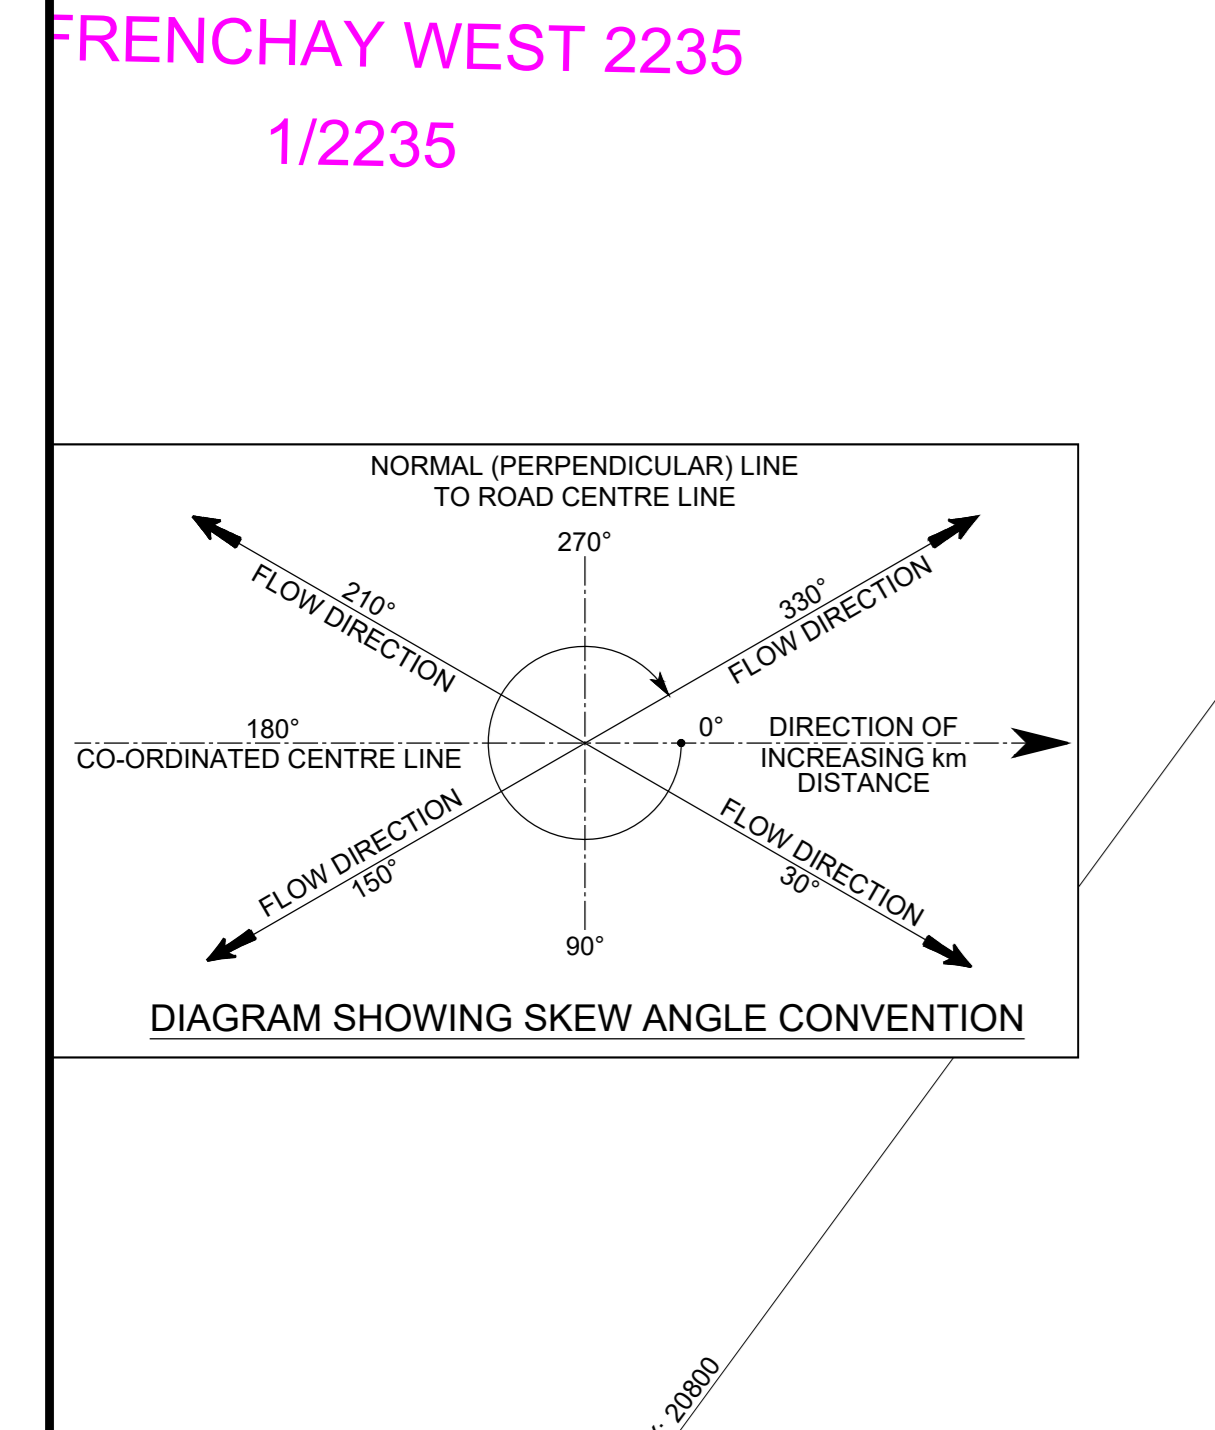 FRENCHAY WEST 2235
1/2235
NORMAL (PERPENDICULAR) LINE
TO ROAD CENTRE LINE
270°
210°
FLOW DIRECTION
330°
FLOW DIRECTION
180°
CO-ORDINATED CENTRE LINE
0°
DIRECTION OF
INCREASING km
DISTANCE
FLOW DIRECTION
150°
FLOW DIRECTION
30°
90°
DIAGRAM SHOWING SKEW ANGLE CONVENTION
20800